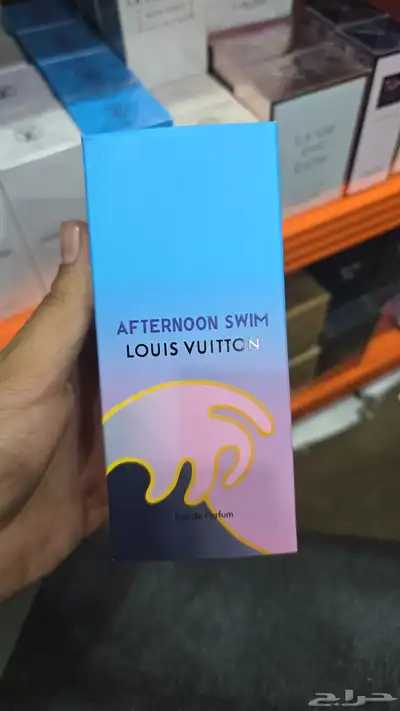 AFTERNOON SWIM
LOUIS VUITTON
Eau de Parfum
حراج